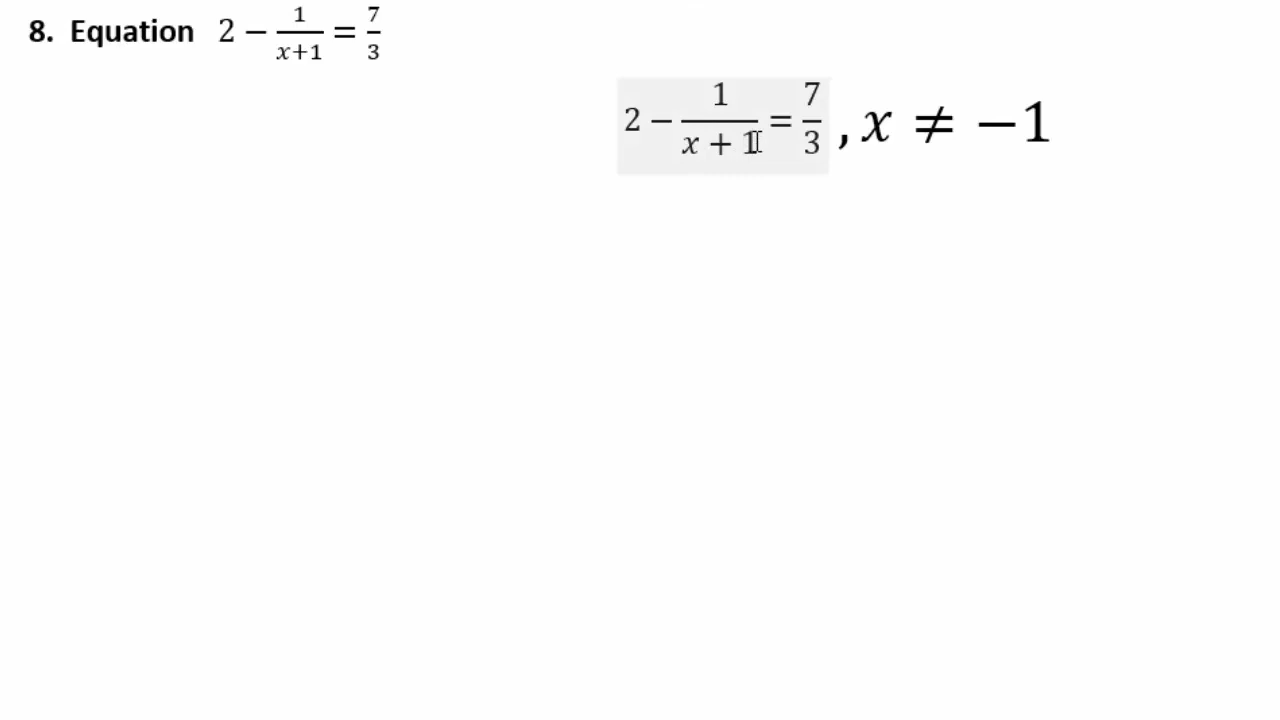 8. Equation 2 − 1/(x+1) = 7/3
2 − 1/(x + 1) = 7/3 , x ≠ −1